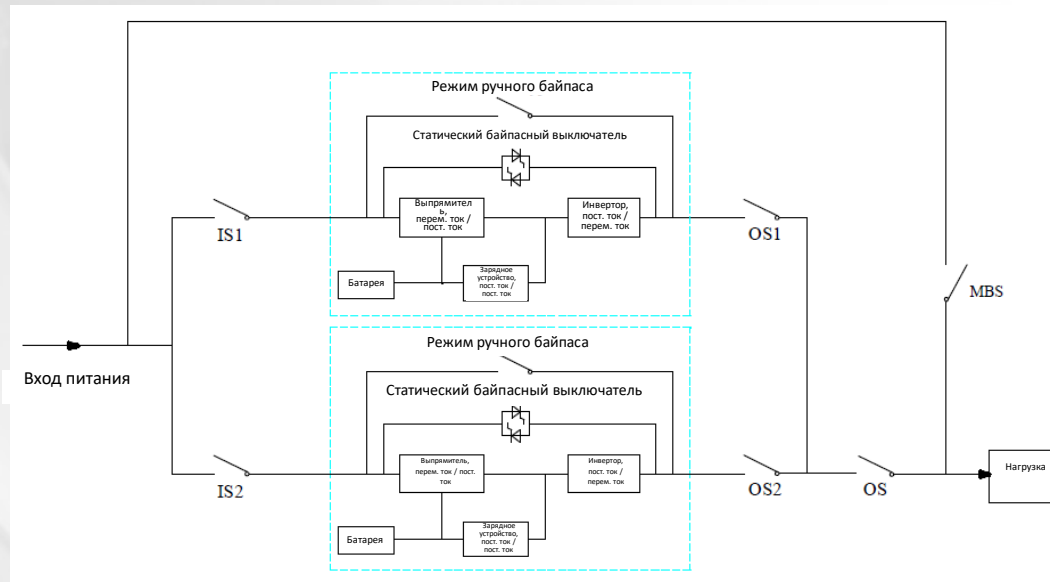 Режим ручного байпаса
Статический байпасный выключатель
Выпрямител
ь,
перем. ток /
пост. ток
Инвертор,
пост. ток /
перем. ток
IS1
OS1
Батарея
Зарядное
устройство,
пост. ток /
пост. ток
MBS
Режим ручного байпаса
Вход питания
Статический байпасный выключатель
Выпрямитель,
перем. ток / пост.
ток
Инвертор,
пост. ток /
перем. ток
IS2
OS2
OS
Нагрузка
Батарея
Зарядное
устройство,
пост. ток /
пост. ток